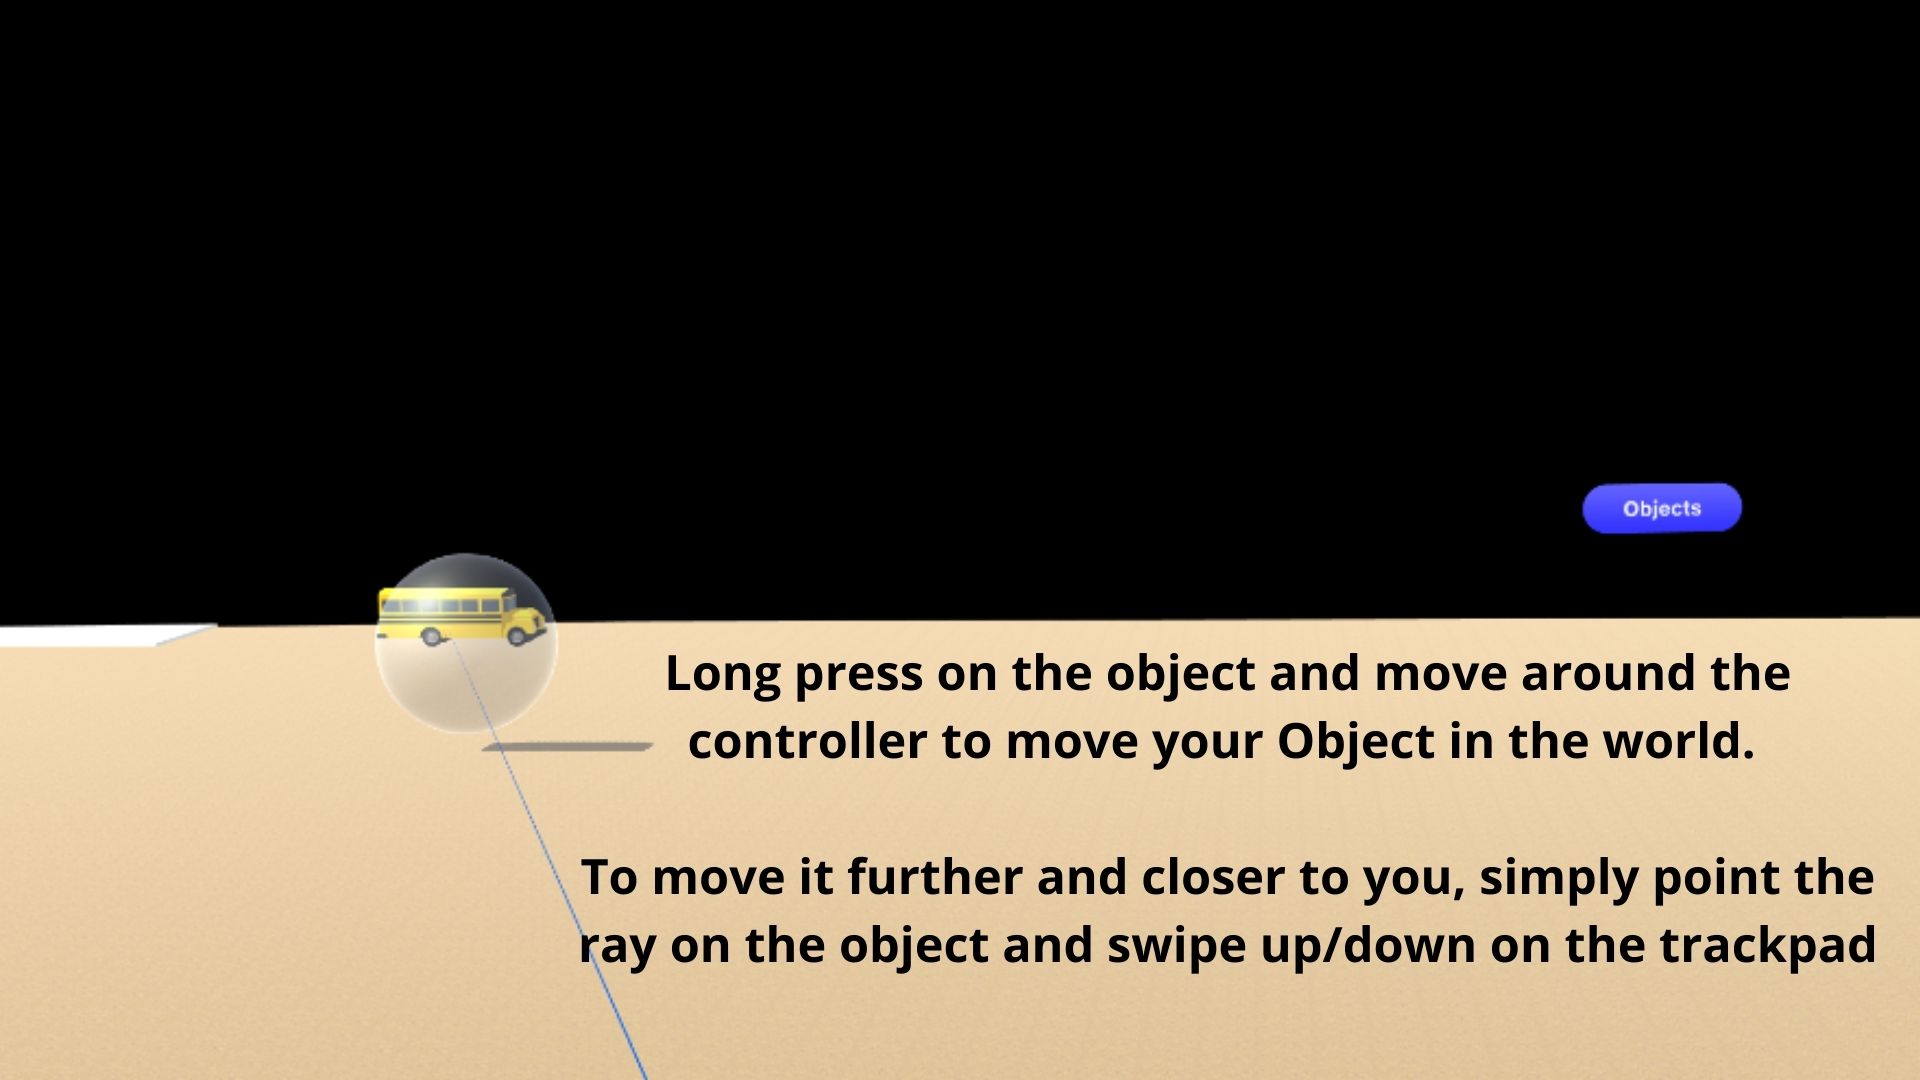 Objects
Long press on the object and move around the
controller to move your Object in the world.
To move it further and closer to you, simply point the
ray on the object and swipe up/down on the trackpad